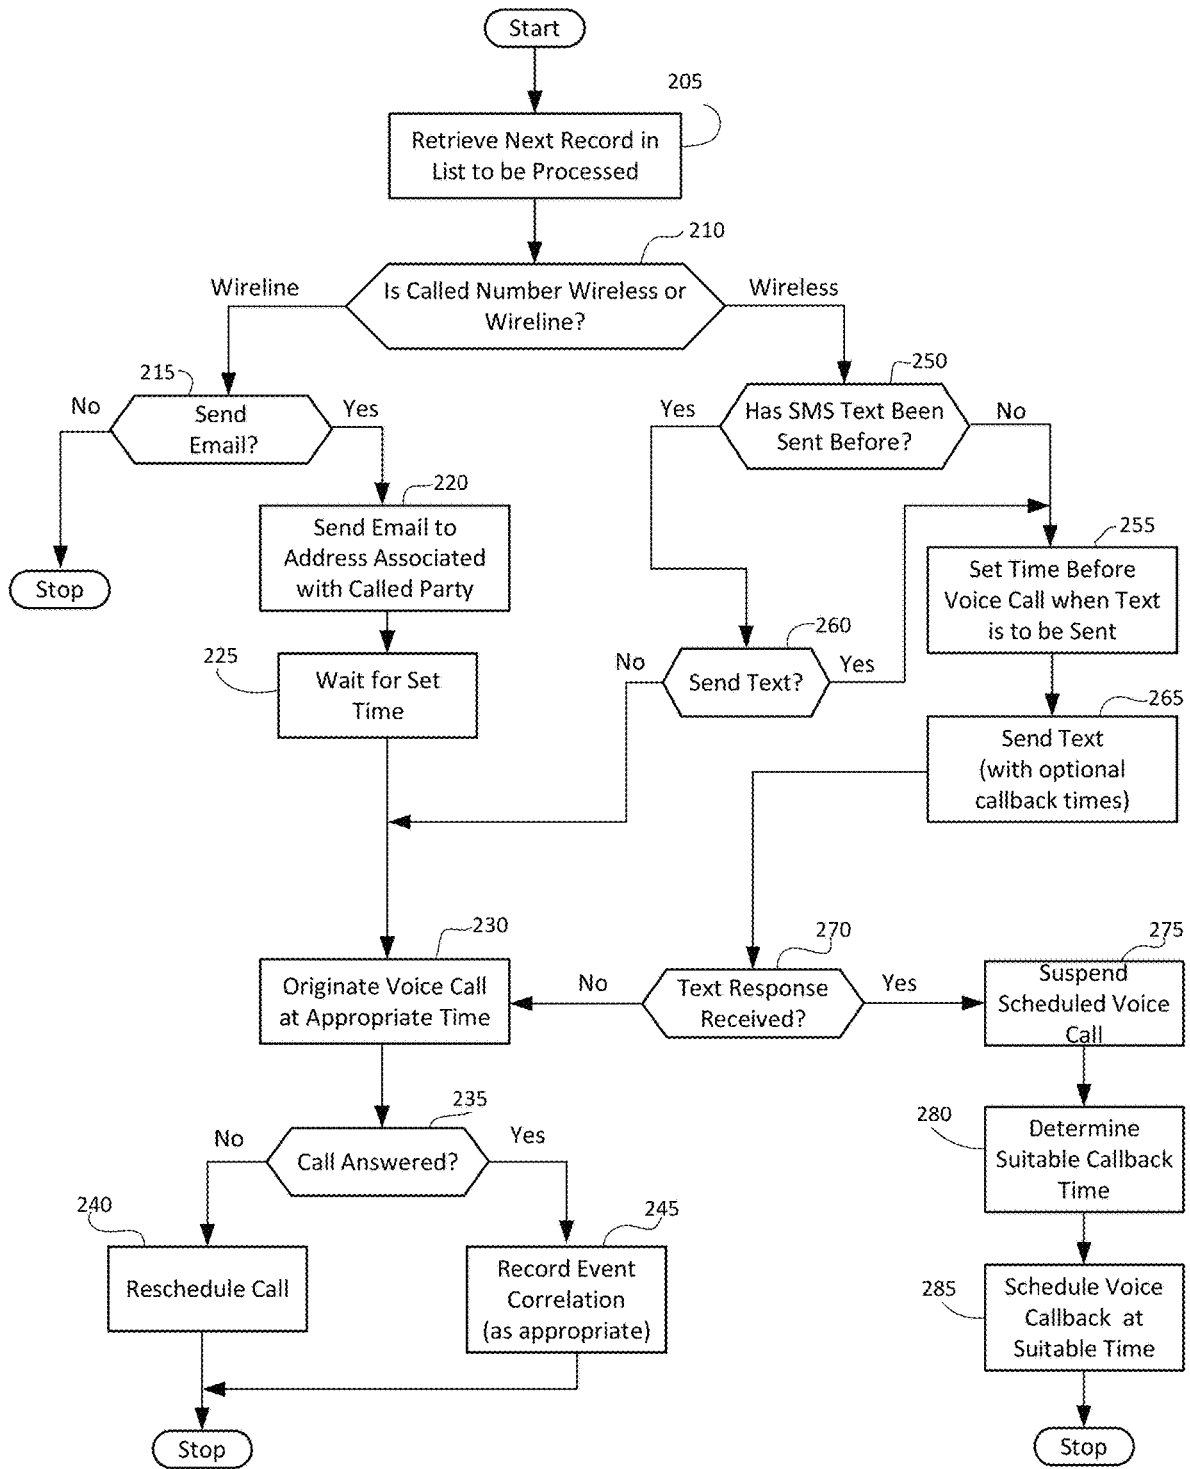 Start
205
Retrieve Next Record in
List to be Processed
210
Wireline
Is Called Number Wireless or
Wireline?
Wireless
215
No
Send
Email?
Yes
250
Yes
Has SMS Text Been
Sent Before?
No
220
Send Email to
Address Associated
with Called Party
Stop
255
Set Time Before
Voice Call when Text
is to be Sent
225
Wait for Set
Time
260
No
Send Text?
Yes
265
Send Text
(with optional
callback times)
230
Originate Voice Call
at Appropriate Time
270
No
Text Response
Received?
Yes
275
Suspend
Scheduled Voice
Call
235
No
Call Answered?
Yes
280
Determine
Suitable Callback
Time
240
Reschedule Call
245
Record Event
Correlation
(as appropriate)
285
Schedule Voice
Callback at
Suitable Time
Stop
Stop